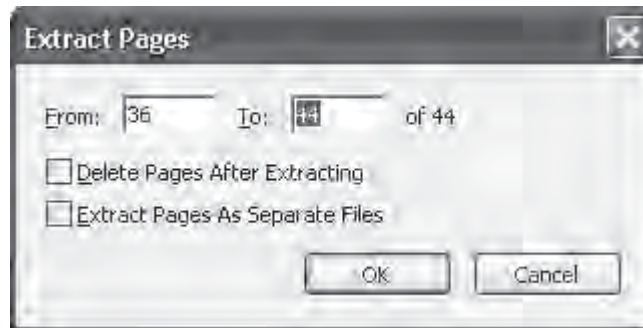 Extract Pages
From: 36 To: 44 of 44
Delete Pages After Extracting
Extract Pages As Separate Files
OK Cancel